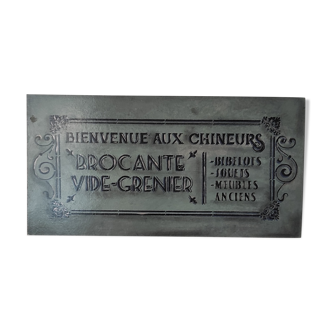 BIENVENUE AUX CHINEURS
BROCANTE
VIDE-GRENIER
-BIBELOTS
-JOUETS
-MEUBLES
ANCIENS